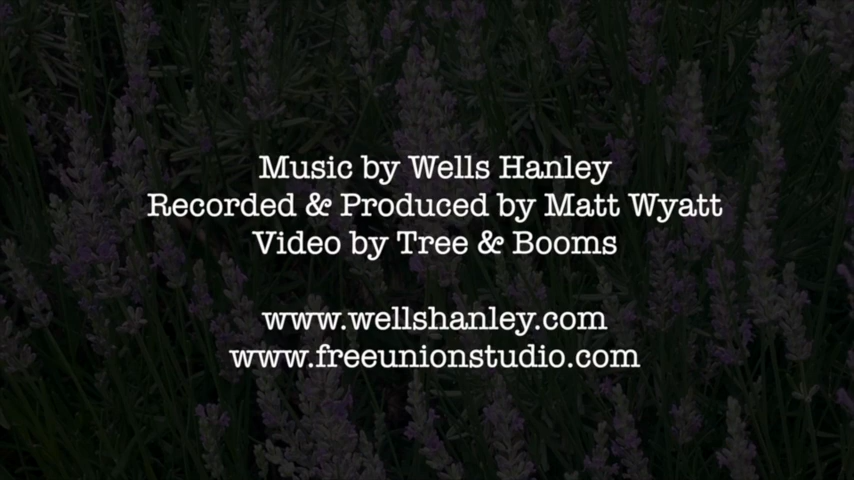 Music by Wells Hanley
Recorded & Produced by Matt Wyatt
Video by Tree & Booms
www.wellshanley.com
www.freeunionstudio.com